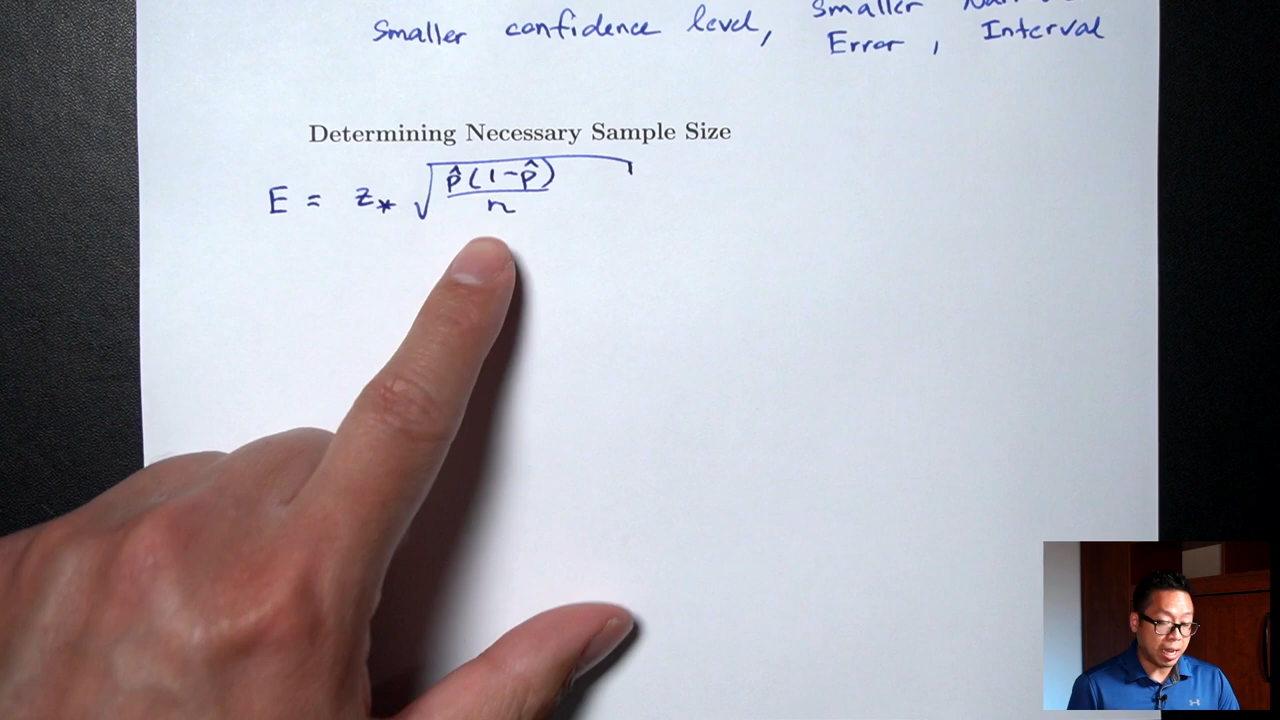 Smaller
Smaller confidence level, Error, Interval
Determining Necessary Sample Size
E = z* √(p̂(1-p̂)/n)